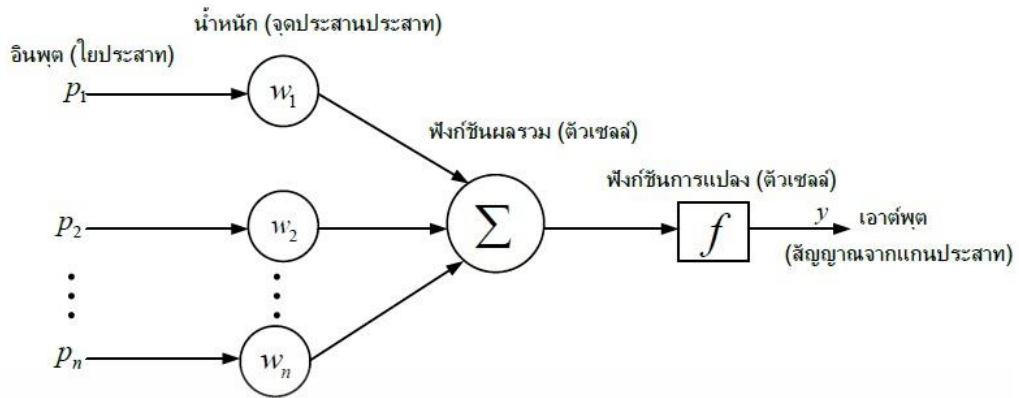 น้ำหนัก (จุดประสานประสาท)
อินพุต (ใยประสาท)
p₁
w₁
ฟังก์ชันผลรวม (ตัวเซลล์)
ฟังก์ชันการแปลง (ตัวเซลล์)
p₂
w₂
Σ
f
y
เอาต์พุต
(สัญญาณจากแกนประสาท)
pₙ
wₙ